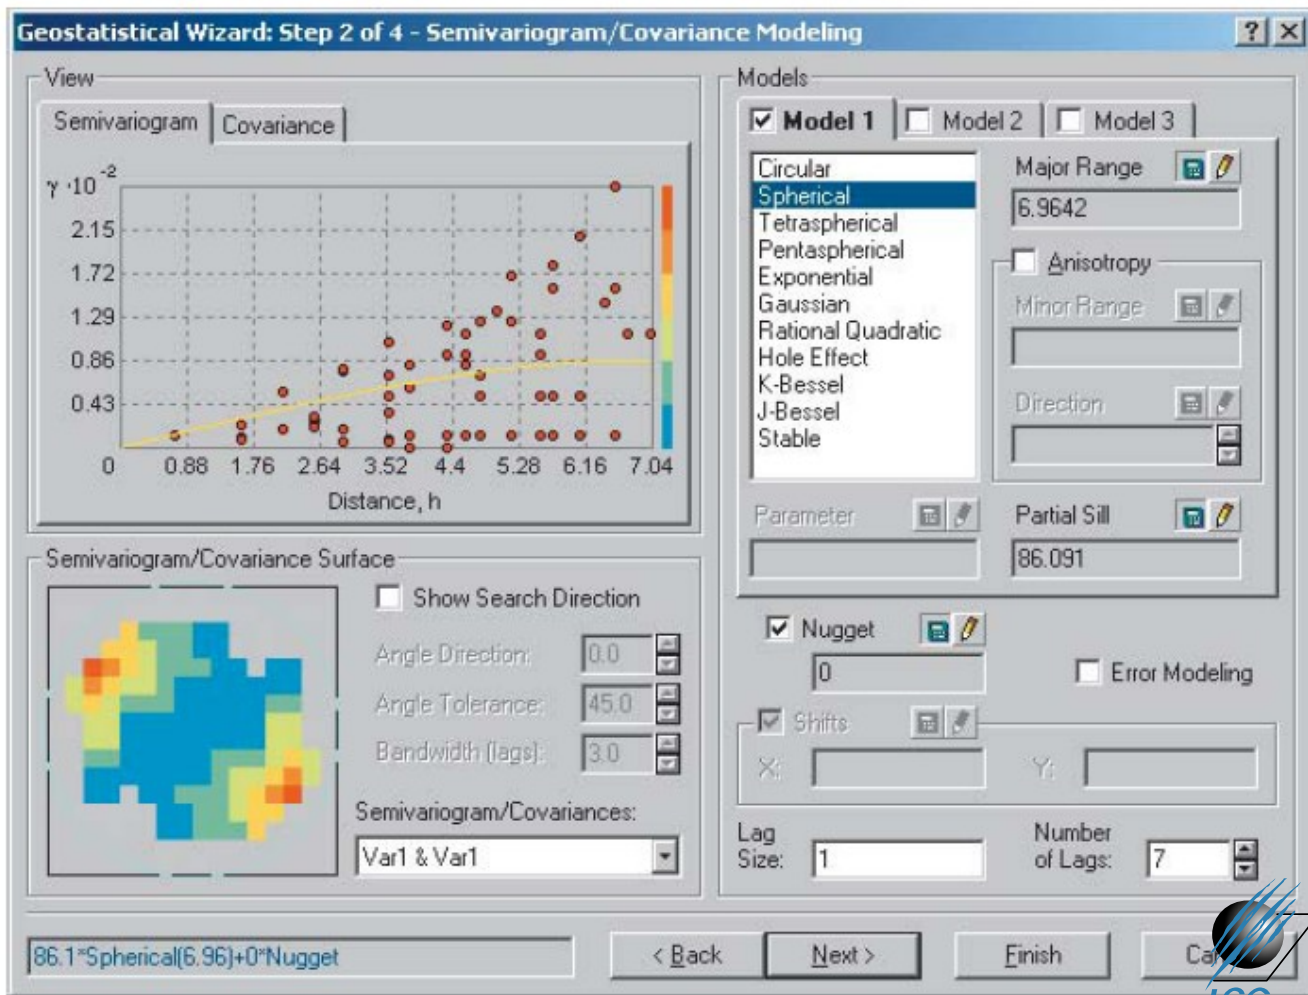 Geostatistical Wizard: Step 2 of 4 - Semivariogram/Covariance Modeling
View
Semivariogram
Covariance
γ ·10⁻²
2.15
1.72
1.29
0.86
0.43
0 0.88 1.76 2.64 3.52 4.4 5.28 6.16 7.04
Distance, h
Semivariogram/Covariance Surface
Show Search Direction
Angle Direction: 0.0
Angle Tolerance: 45.0
Bandwidth (lags): 3.0
Semivariogram/Covariances:
Var1 & Var1
Models
Model 1
Model 2
Model 3
Circular
Spherical
Tetraspherical
Pentaspherical
Exponential
Gaussian
Rational Quadratic
Hole Effect
K-Bessel
J-Bessel
Stable
Major Range
6.9642
Anisotropy
Minor Range
Direction
Parameter
Partial Sill
86.091
Nugget
0
Error Modeling
Shifts
X:
Y:
Lag
Size: 1
Number
of Lags: 7
86.1*Spherical(6.96)+0*Nugget
< Back
Next >
Finish